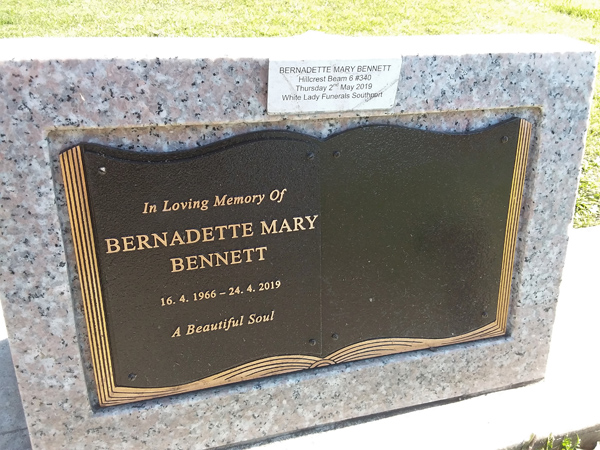 BERNADETTE MARY BENNETT
Hillcrest Beam 6 #340
Thursday 2nd May 2019
White Lady Funerals Southport
In Loving Memory Of
BERNADETTE MARY
BENNETT
16. 4. 1966 – 24. 4. 2019
A Beautiful Soul